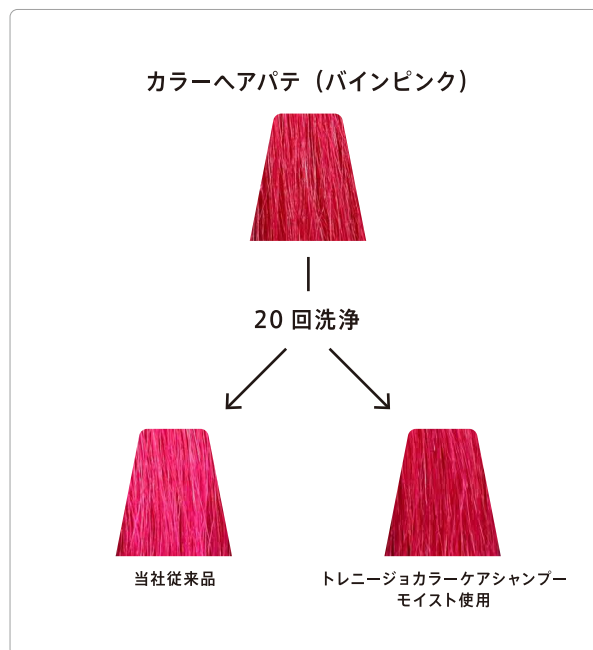 カラーヘアパテ（バインピンク）
20 回洗浄
当社従来品
トレニージョカラーケアシャンプー
モイスト使用